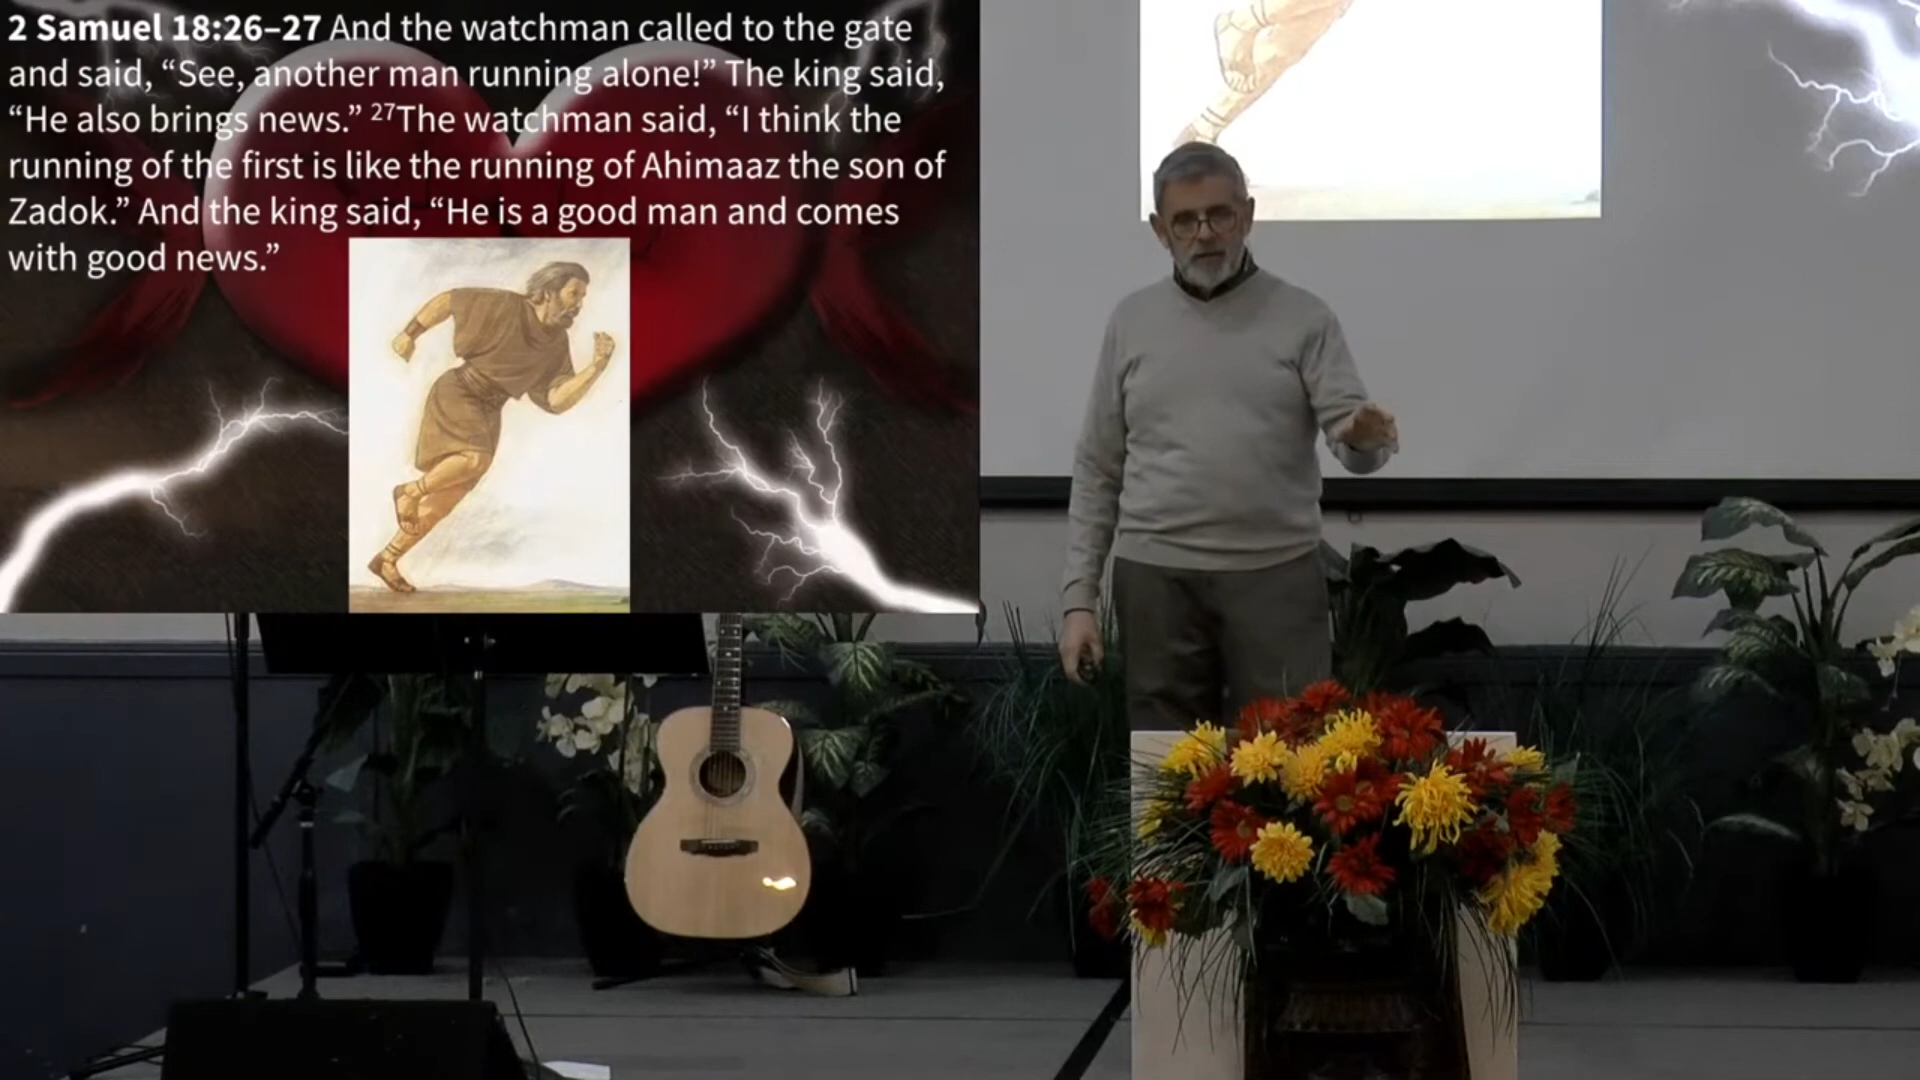 2 Samuel 18:26–27 And the watchman called to the gate
and said, “See, another man running alone!” The king said,
“He also brings news.” ²⁷The watchman said, “I think the
running of the first is like the running of Ahimaaz the son of
Zadok.” And the king said, “He is a good man and comes
with good news.”